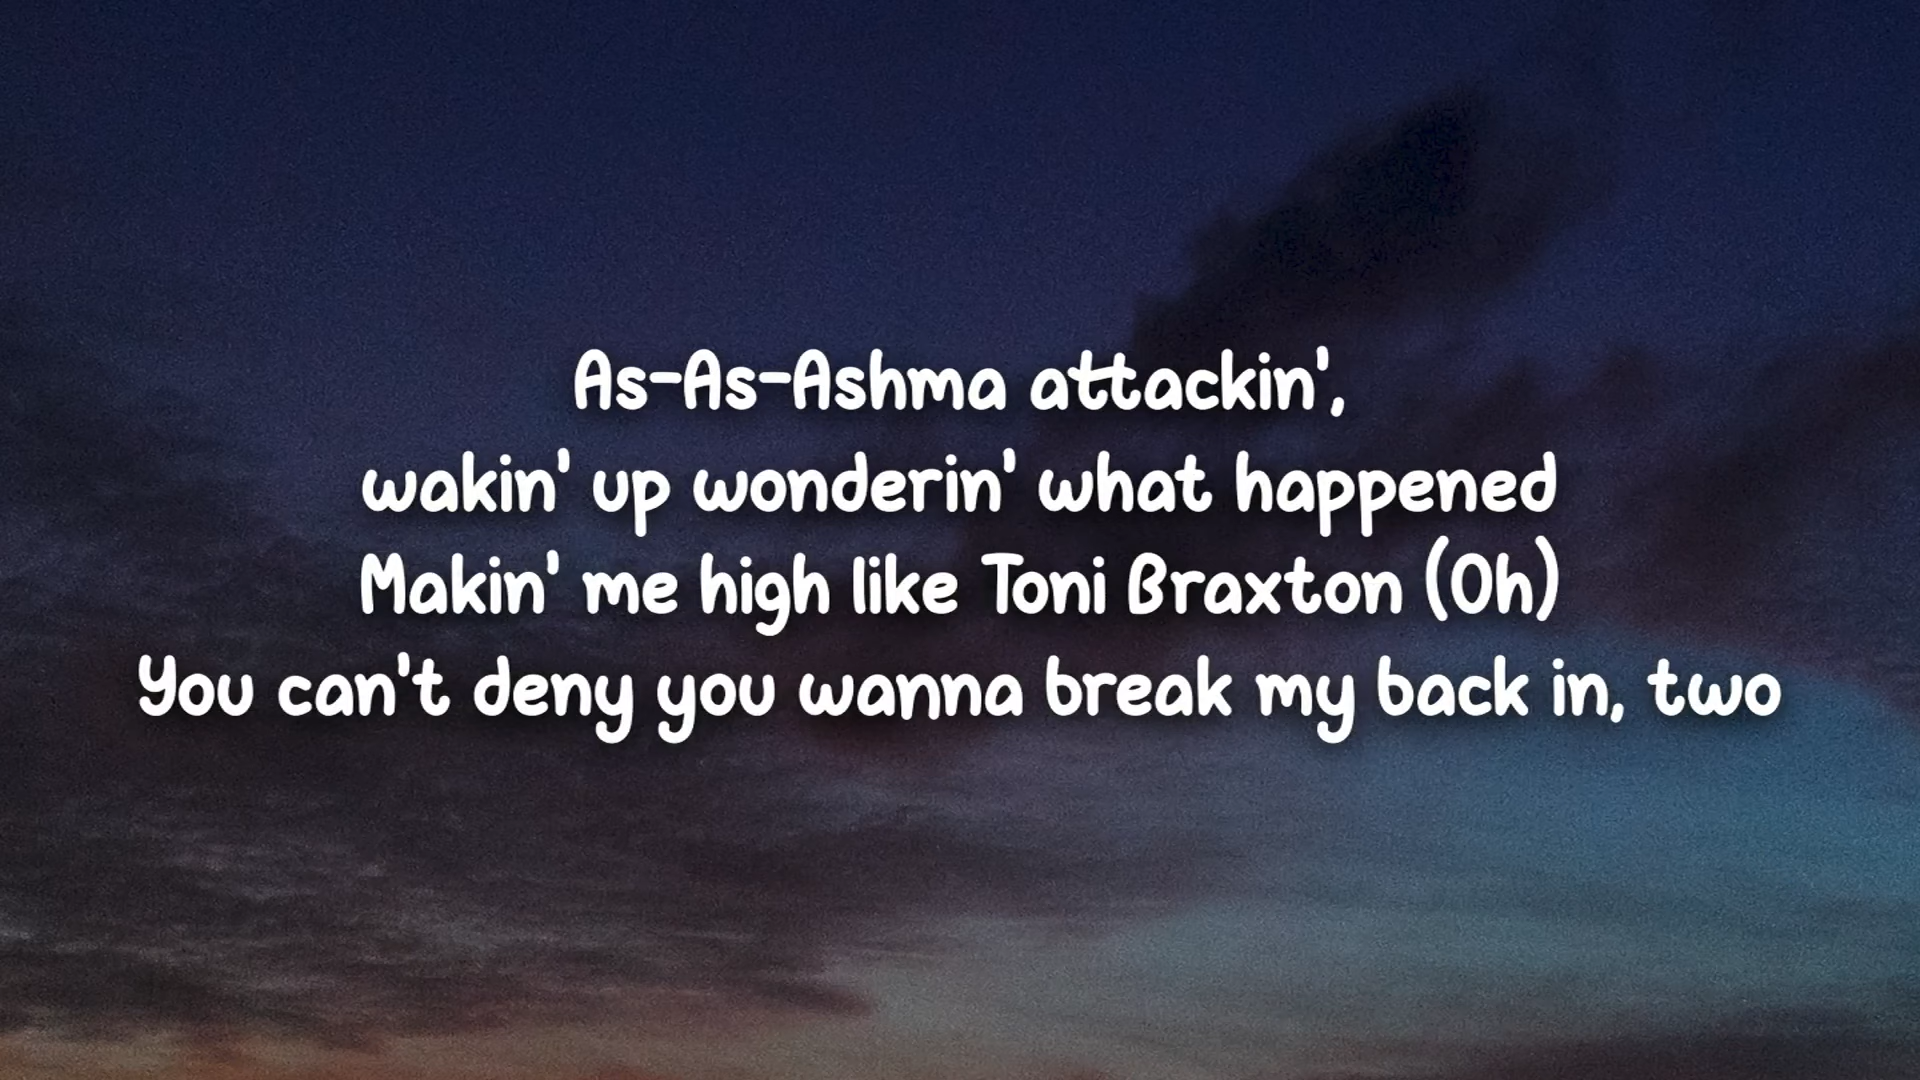 As-As-Ashma attackin',
wakin' up wonderin' what happened
Makin' me high like Toni Braxton (Oh)
You can't deny you wanna break my back in, two